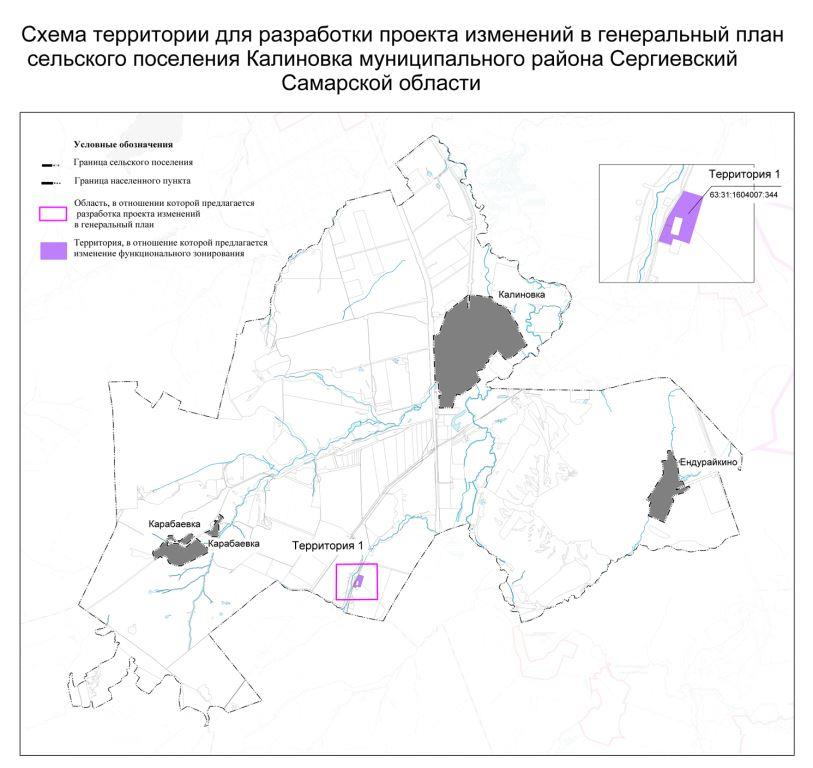 Схема территории для разработки проекта изменений в генеральный план
сельского поселения Калиновка муниципального района Сергиевский
Самарской области
Условные обозначения
Граница сельского поселения
Граница населенного пункта
Область, в отношении которой предлагается
разработка проекта изменений
в генеральный план
Территория, в отношение которой предлагается
изменение функционального зонирования
Территория 1
63:31:1604007:344
Калиновка
Ендурайкино
Карабаевка
Карабаевка
Территория 1